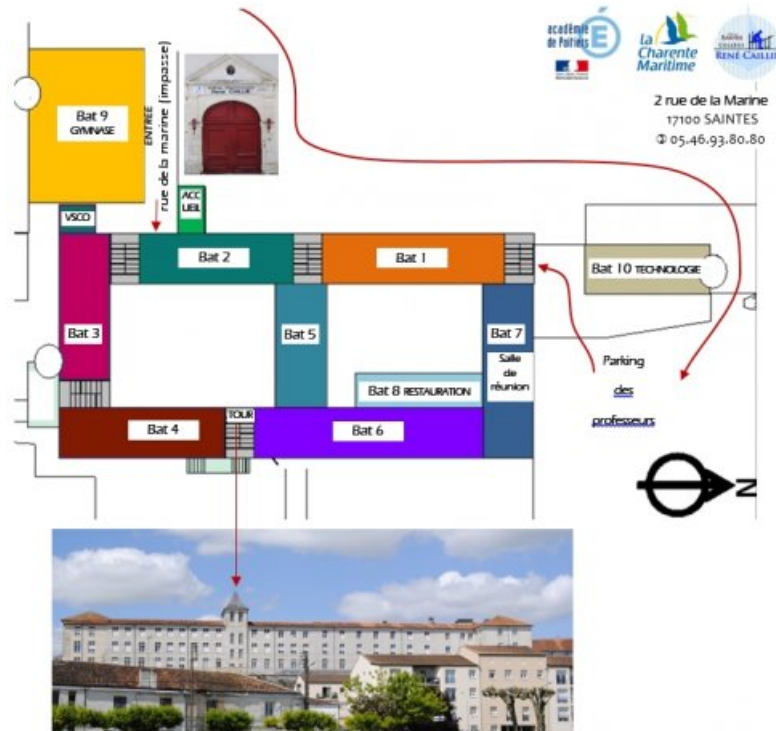 académie
de Poitiers
La
Charente
Maritime
COLLÈGE
RENÉ CAILLIÉ
2 rue de la Marine
17100 SAINTES
✆ 05.46.93.80.80
Bat 9
GYMNASE
ENTREE
rue de la marine (impasse)
VSCO
ACC
UEIL
Bat 2
Bat 1
Bat 10 TECHNOLOGIE
Bat 3
Bat 5
Bat 7
Salle
de
réunion
Parking
des
professeurs
Bat 8 RESTAURATION
TOUR
Bat 4
Bat 6
N